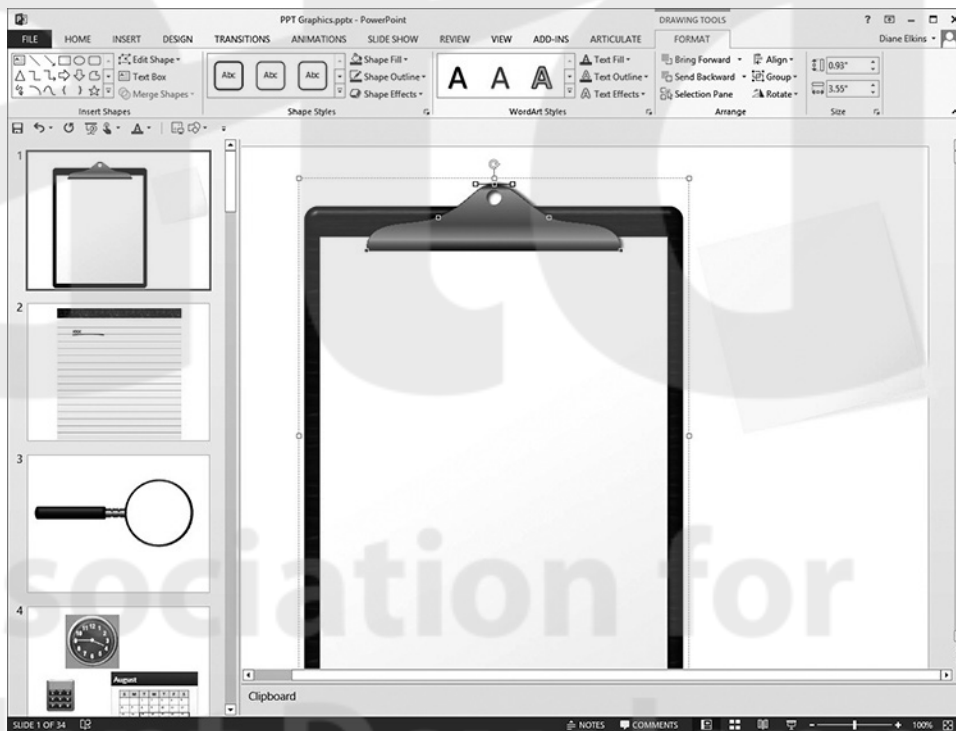 PPT Graphics.pptx - PowerPoint
DRAWING TOOLS
FILE HOME INSERT DESIGN TRANSITIONS ANIMATIONS SLIDE SHOW REVIEW VIEW ADD-INS ARTICULATE FORMAT Diane Elkins
Edit Shape Abc Abc Abc Shape Fill A A A Text Fill Bring Forward Align 0.93"
Text Box Shape Outline Text Outline Send Backward Group 3.55"
Merge Shapes Shape Effects Text Effects Selection Pane Rotate
Insert Shapes Shape Styles WordArt Styles Arrange Size
1
2
3
4
August
S M T W T F S
sociation for
Clipboard
SLIDE 1 OF 34 NOTES COMMENTS 100%